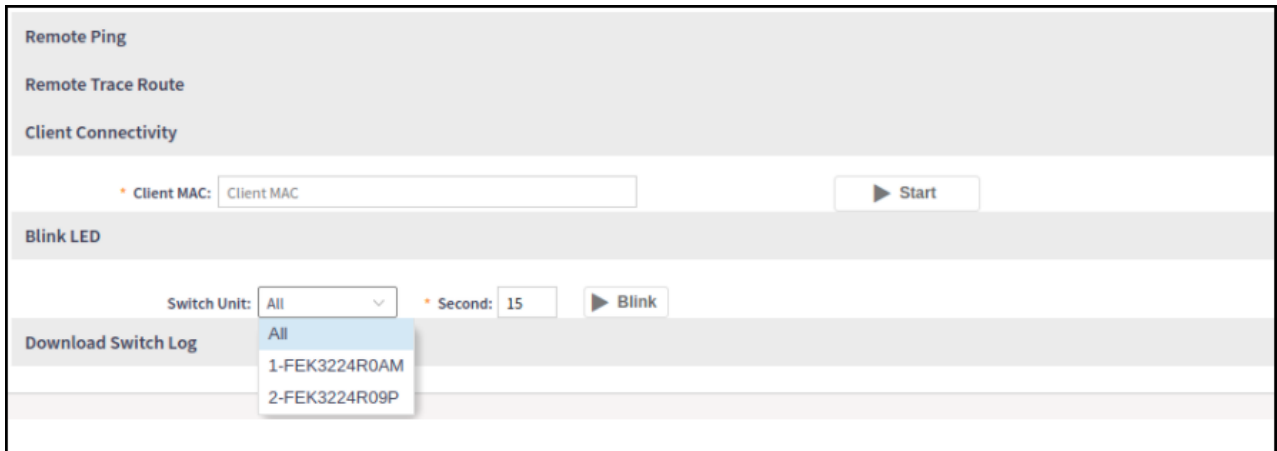 Remote Ping
Remote Trace Route
Client Connectivity
* Client MAC: Client MAC Start
Blink LED
Switch Unit: All * Second: 15 Blink
All
Download Switch Log
1-FEK3224R0AM
2-FEK3224R09P